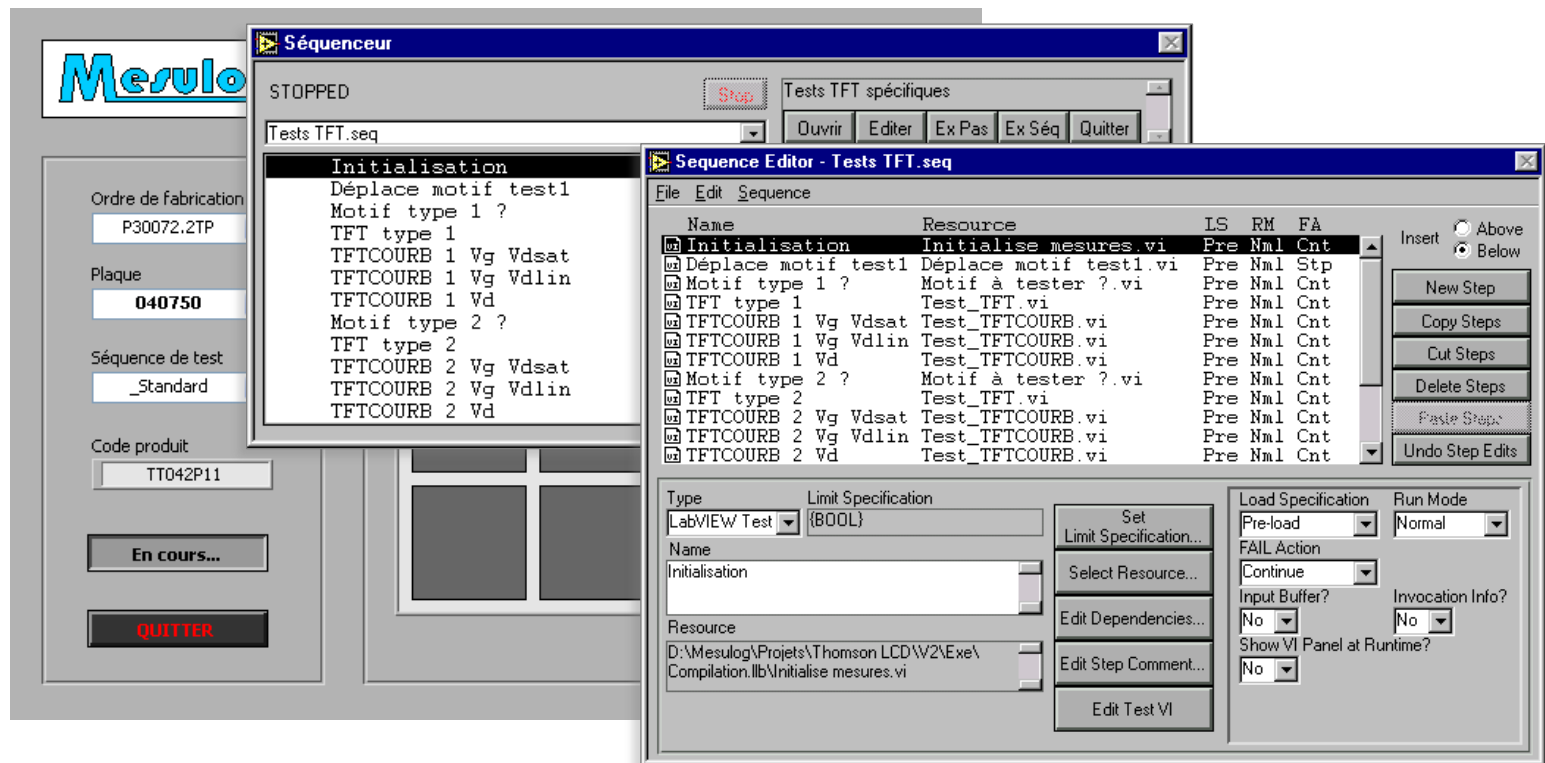 Mesulo
Ordre de fabrication
P30072.2TP
Plaque
040750
Séquence de test
_Standard
Code produit
TT042P11
En cours...
QUITTER
Séquenceur
STOPPED
Stop
Tests TFT spécifiques
Tests TFT.seq
Ouvrir Editer Ex Pas Ex Séq Quitter
Initialisation
Déplace motif test1
Motif type 1 ?
TFT type 1
TFTCOURB 1 Vg Vdsat
TFTCOURB 1 Vg Vdlin
TFTCOURB 1 Vd
Motif type 2 ?
TFT type 2
TFTCOURB 2 Vg Vdsat
TFTCOURB 2 Vg Vdlin
TFTCOURB 2 Vd
Sequence Editor - Tests TFT.seq
File Edit Sequence
Name Resource LS RM FA
Initialisation Initialise mesures.vi Pre Nml Cnt
Déplace motif test1 Déplace motif test1.vi Pre Nml Stp
Motif type 1 ? Motif à tester ?.vi Pre Nml Cnt
TFT type 1 Test_TFT.vi Pre Nml Cnt
TFTCOURB 1 Vg Vdsat Test_TFTCOURB.vi Pre Nml Cnt
TFTCOURB 1 Vg Vdlin Test_TFTCOURB.vi Pre Nml Cnt
TFTCOURB 1 Vd Test_TFTCOURB.vi Pre Nml Cnt
Motif type 2 ? Motif à tester ?.vi Pre Nml Cnt
TFT type 2 Test_TFT.vi Pre Nml Cnt
TFTCOURB 2 Vg Vdsat Test_TFTCOURB.vi Pre Nml Cnt
TFTCOURB 2 Vg Vdlin Test_TFTCOURB.vi Pre Nml Cnt
TFTCOURB 2 Vd Test_TFTCOURB.vi Pre Nml Cnt
Insert Above
Below
New Step
Copy Steps
Cut Steps
Delete Steps
Paste Steps
Undo Step Edits
Type Limit Specification
LabVIEW Test {BOOL}
Name
Initialisation
Resource
D:\Mesulog\Projets\Thomson LCD\V2\Exe\
Compilation.llb\Initialise mesures.vi
Set
Limit Specification...
Select Resource...
Edit Dependencies...
Edit Step Comment...
Edit Test VI
Load Specification Run Mode
Pre-load Normal
FAIL Action
Continue
Input Buffer? Invocation Info?
No No
Show VI Panel at Runtime?
No